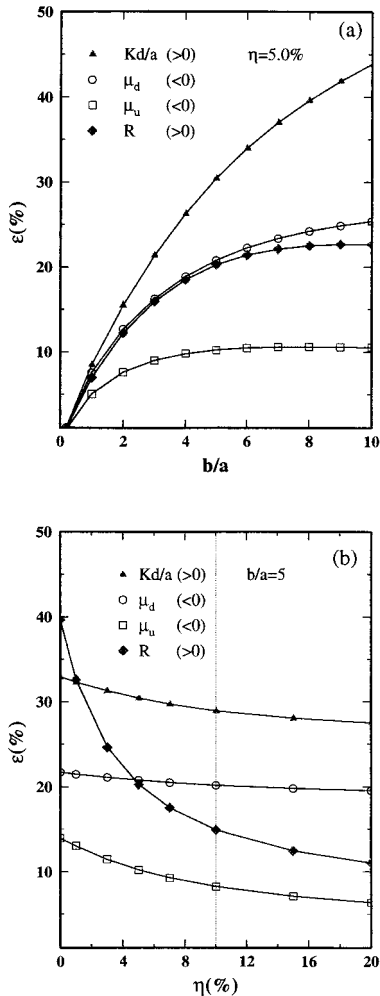 (a)
50
Kd/a (>0) η=5.0%
μd (<0)
μu (<0)
R (>0)
40
30
20
10
ε(%)
0 2 4 6 8 10
b/a
(b)
50
Kd/a (>0) b/a=5
μd (<0)
μu (<0)
R (>0)
40
30
20
10
ε(%)
0 4 8 12 16 20
η(%)